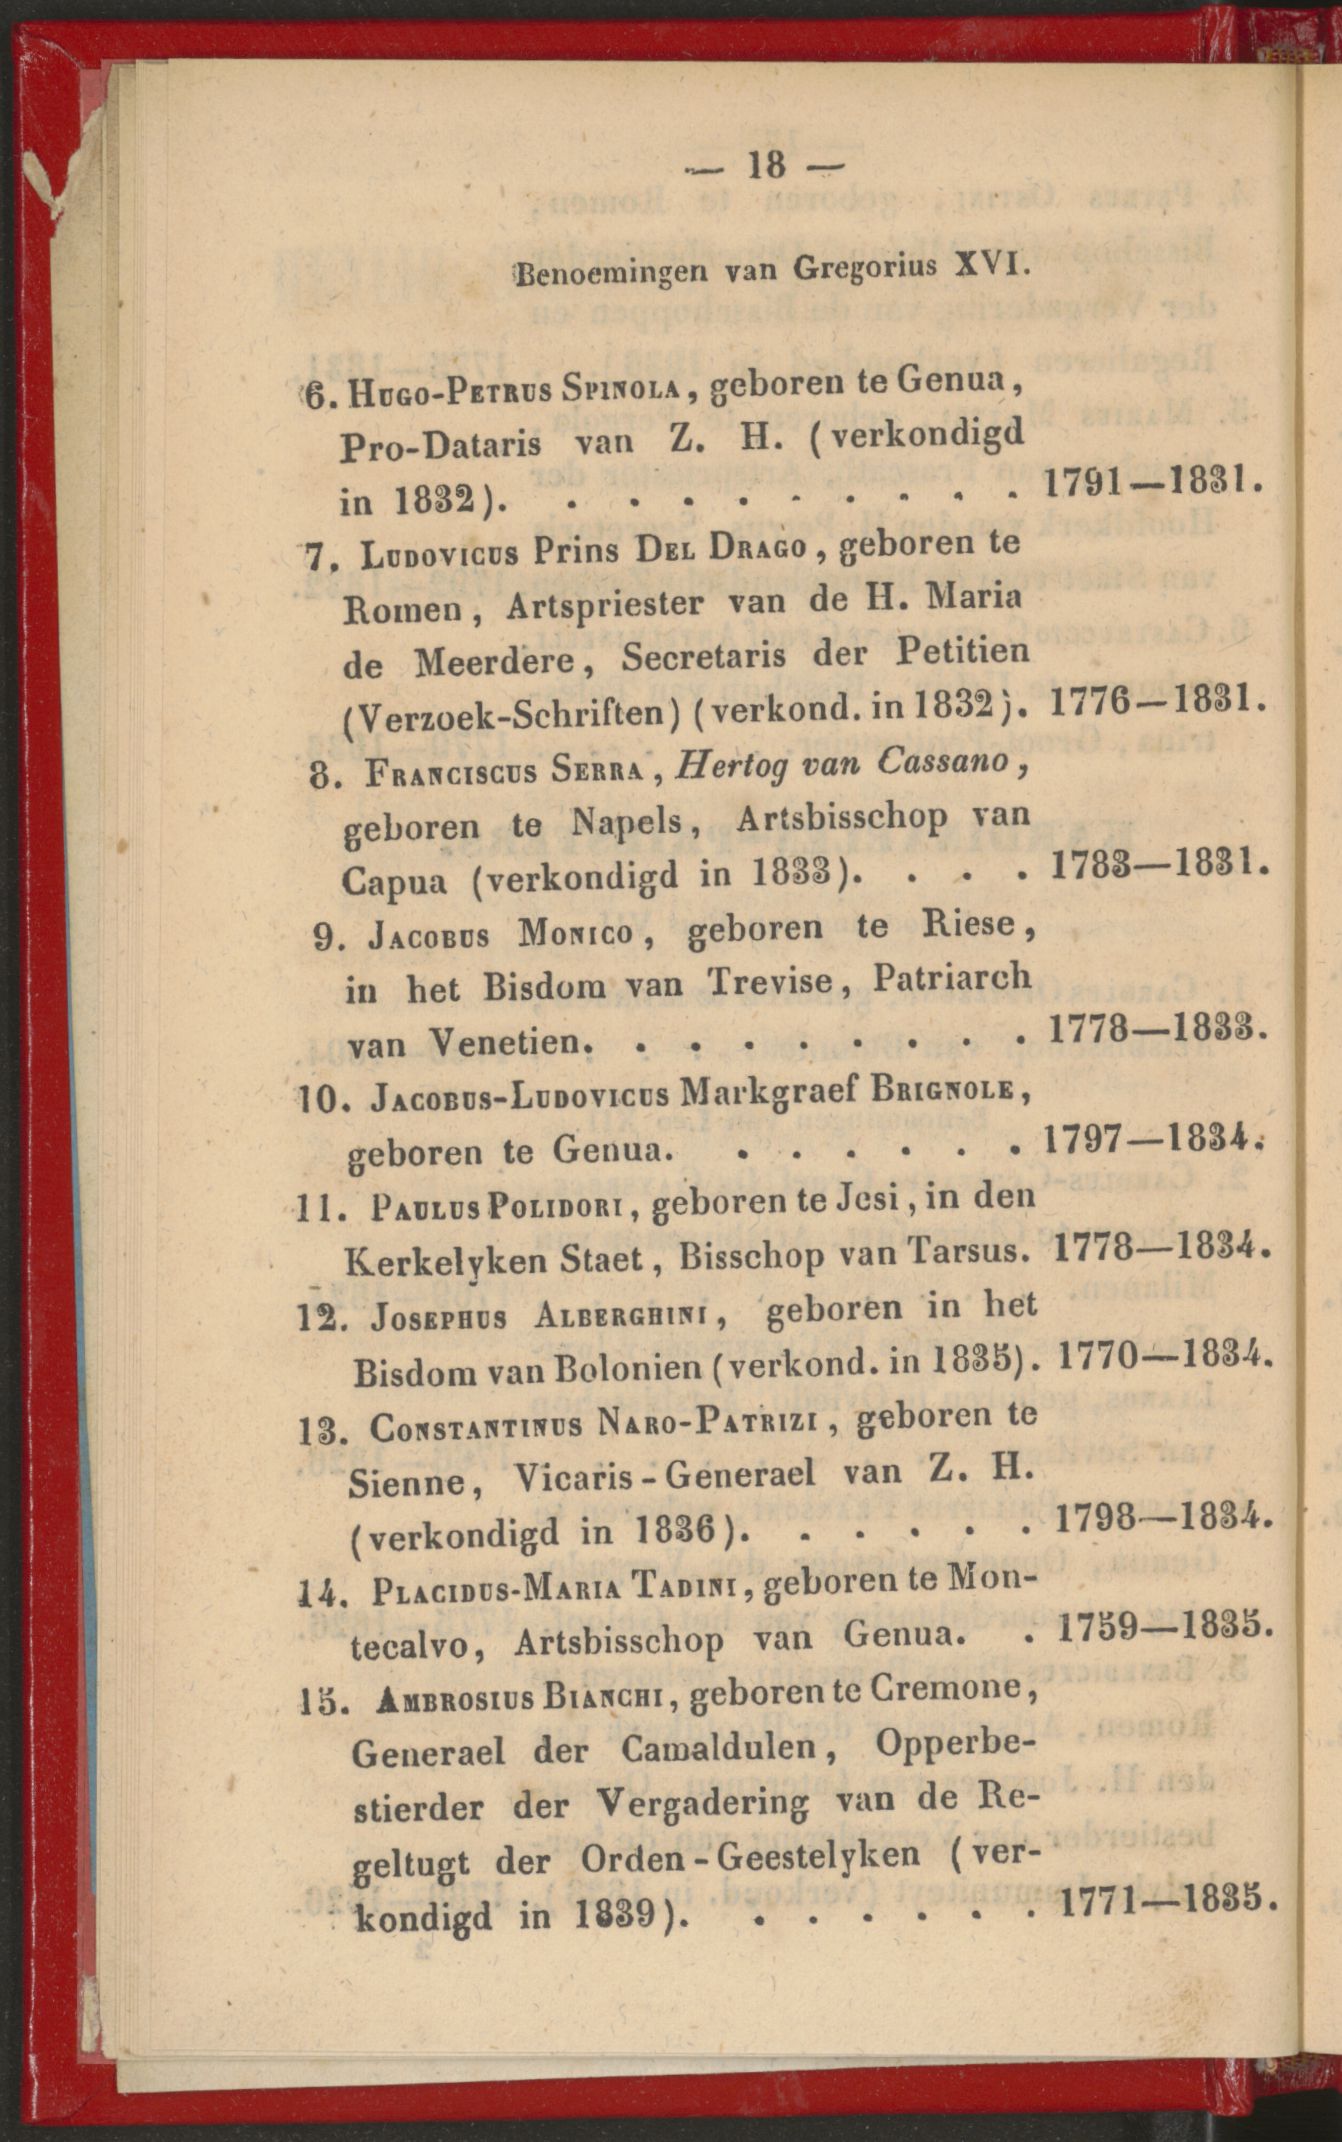 — 18 —
Benoemingen van Gregorius XVI.
6. Hugo-Petrus Spinola, geboren te Genua,
Pro-Dataris van Z. H. (verkondigd
in 1832). . . . . . . . . . 1791—1831.
7. Ludovicus Prins Del Drago, geboren te
Romen, Artspriester van de H. Maria
de Meerdere, Secretaris der Petitien
(Verzoek-Schriften) (verkond. in 1832). 1776—1831.
8. Franciscus Serra, Hertog van Cassano,
geboren te Napels, Artsbisschop van
Capua (verkondigd in 1833). . . . 1783—1831.
9. Jacobus Monico, geboren te Riese,
in het Bisdom van Trevise, Patriarch
van Venetien. . . . . . . . . 1778—1833.
10. Jacobus-Ludovicus Markgraef Brignole,
geboren te Genua. . . . . . . 1797—1834.
11. Paulus Polidori, geboren te Jesi, in den
Kerkelyken Staet, Bisschop van Tarsus. 1778—1834.
12. Josephus Alberghini, geboren in het
Bisdom van Bolonien (verkond. in 1835). 1770—1834.
13. Constantinus Naro-Patrizi, geboren te
Sienne, Vicaris-Generael van Z. H.
(verkondigd in 1836). . . . . . 1798—1834.
14. Placidus-Maria Tadini, geboren te Mon-
tecalvo, Artsbisschop van Genua. . 1759—1835.
15. Ambrosius Bianchi, geboren te Cremone,
Generael der Camaldulen, Opperbe-
stierder der Vergadering van de Re-
geltugt der Orden-Geestelyken (ver-
kondigd in 1839). . . . . . . 1771—1835.